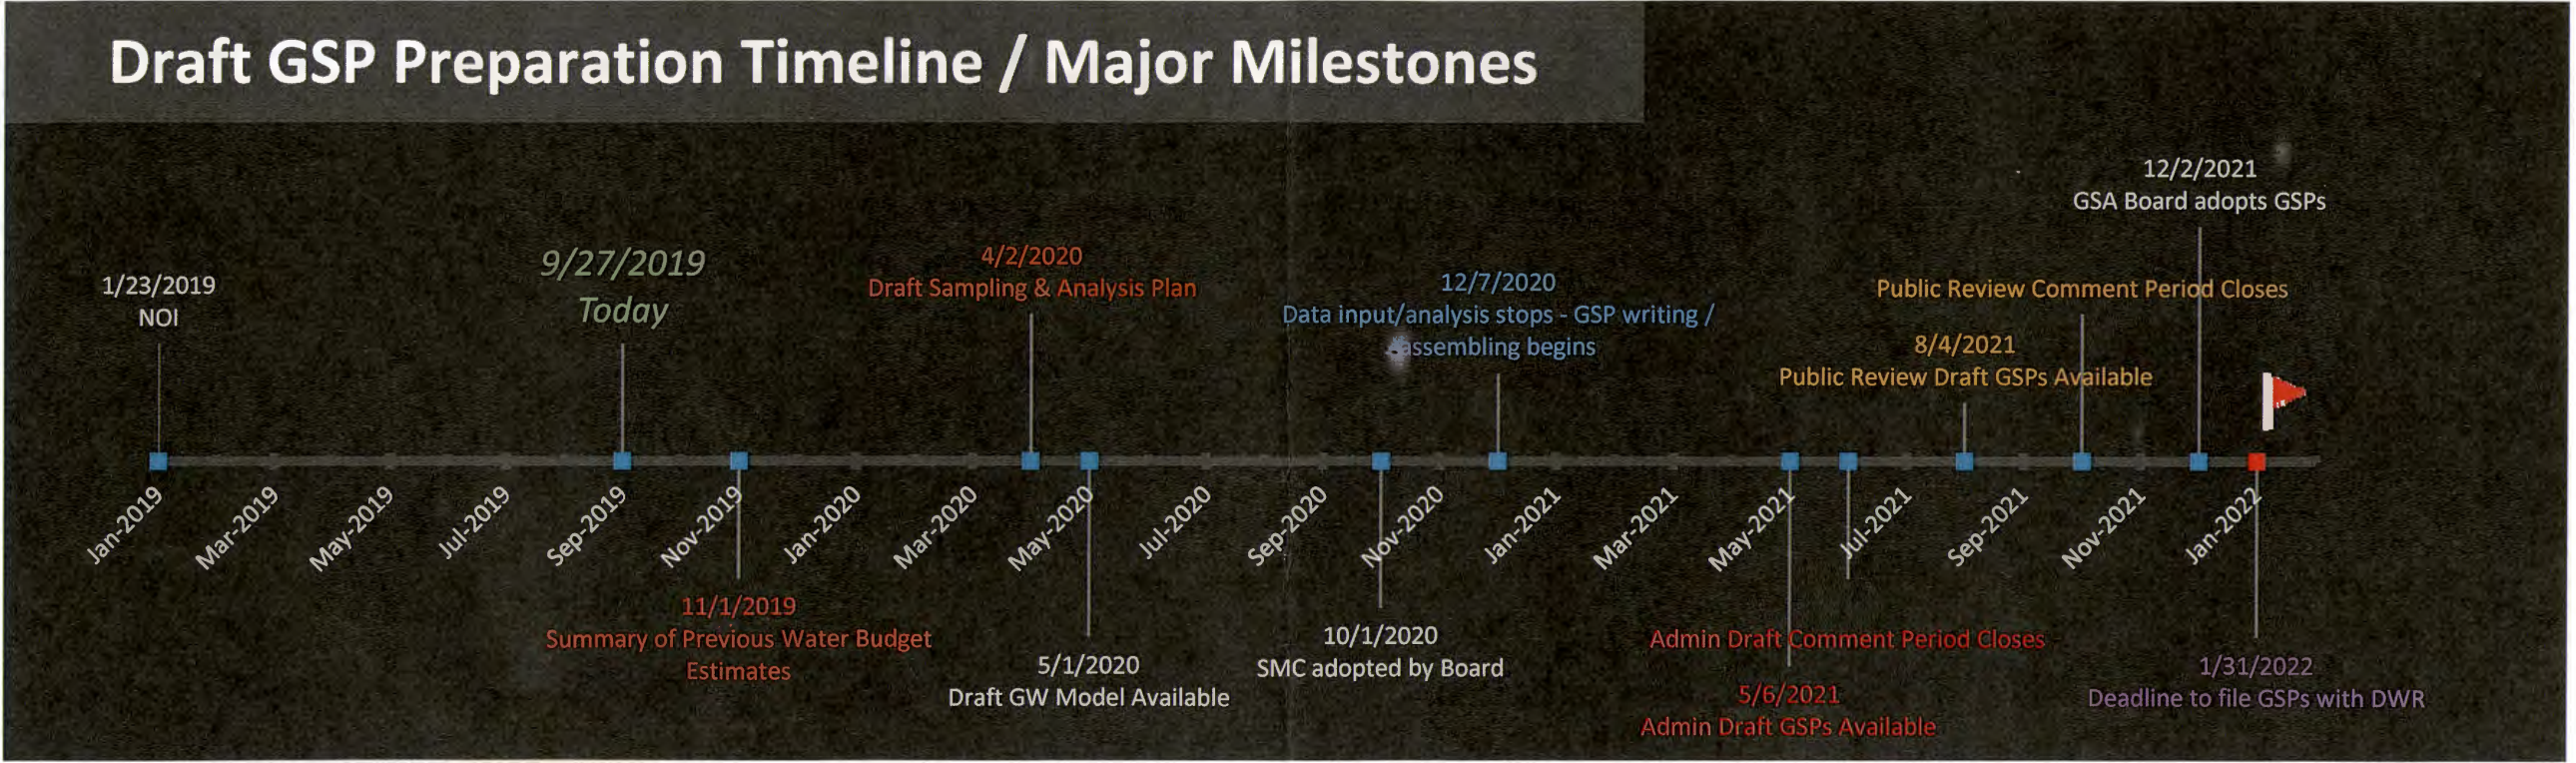 Draft GSP Preparation Timeline / Major Milestones
1/23/2019
NOI
9/27/2019
Today
4/2/2020
Draft Sampling & Analysis Plan
12/7/2020
Data input/analysis stops - GSP writing /
assembling begins
Public Review Comment Period Closes
8/4/2021
Public Review Draft GSPs Available
12/2/2021
GSA Board adopts GSPs
Jan-2019
Mar-2019
May-2019
Jul-2019
Sep-2019
Nov-2019
Jan-2020
Mar-2020
May-2020
Jul-2020
Sep-2020
Nov-2020
Jan-2021
Mar-2021
May-2021
Jul-2021
Sep-2021
Nov-2021
Jan-2022
11/1/2019
Summary of Previous Water Budget
Estimates
5/1/2020
Draft GW Model Available
10/1/2020
SMC adopted by Board
Admin Draft Comment Period Closes
5/6/2021
Admin Draft GSPs Available
1/31/2022
Deadline to file GSPs with DWR